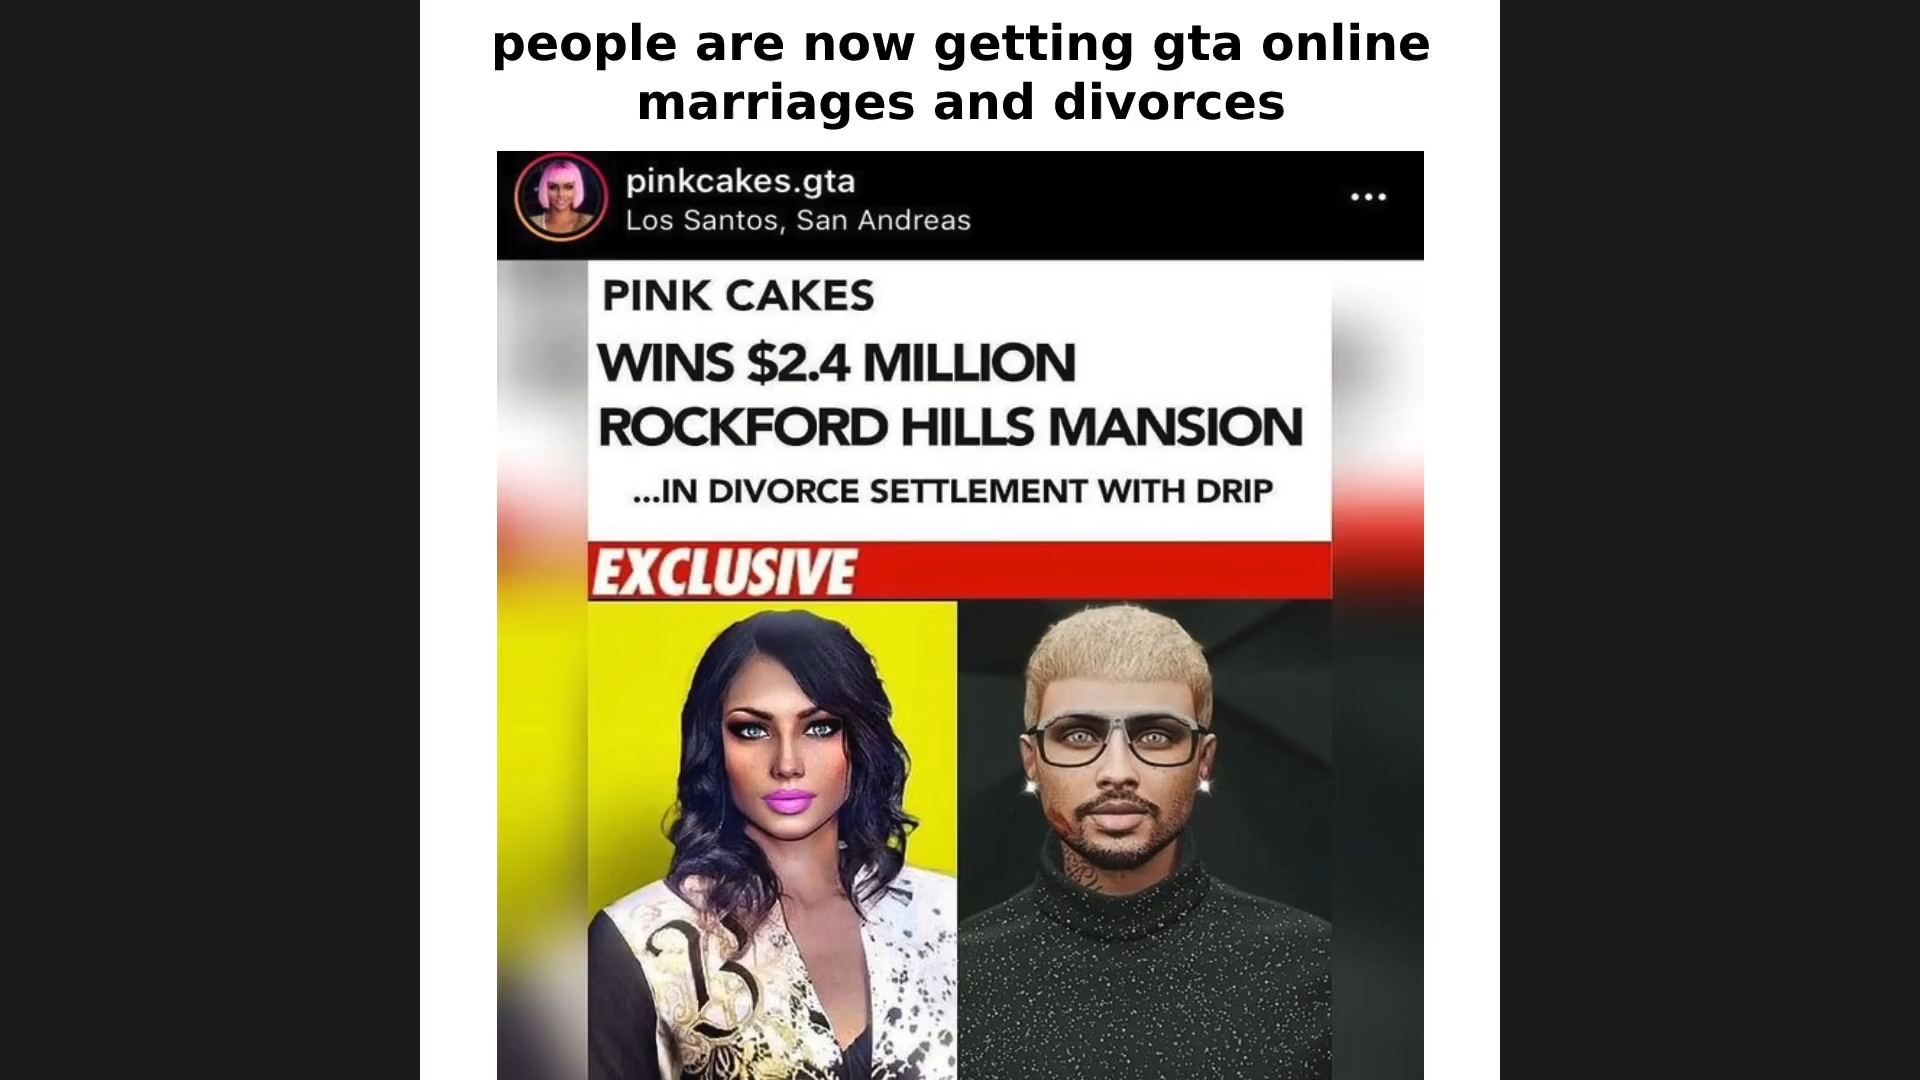 people are now getting gta online
marriages and divorces
pinkcakes.gta
Los Santos, San Andreas
PINK CAKES
WINS $2.4 MILLION
ROCKFORD HILLS MANSION
...IN DIVORCE SETTLEMENT WITH DRIP
EXCLUSIVE